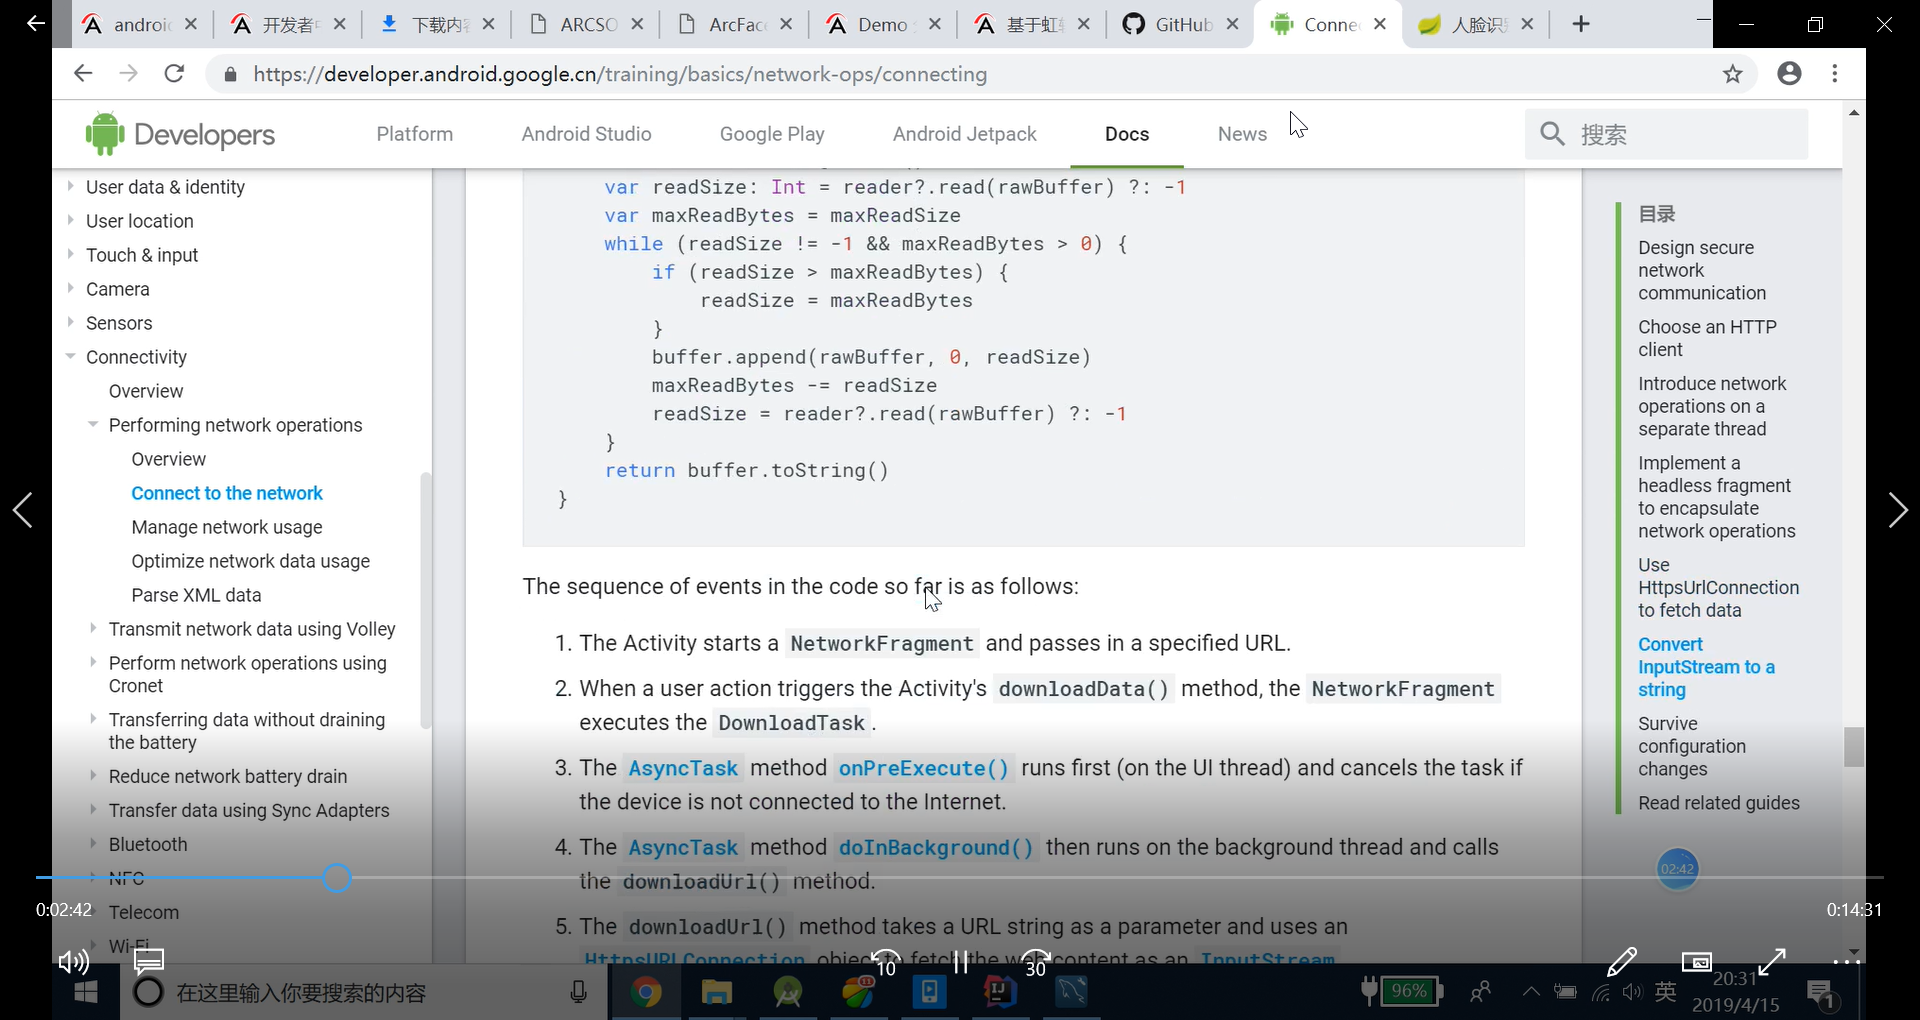 androi
开发者
下载内
ARCSO
ArcFac
Demo
基于虹
GitHub
Conne
人脸识
https://developer.android.google.cn/training/basics/network-ops/connecting
Developers
Platform
Android Studio
Google Play
Android Jetpack
Docs
News
搜索
User data & identity
User location
Touch & input
Camera
Sensors
Connectivity
Overview
Performing network operations
Overview
Connect to the network
Manage network usage
Optimize network data usage
Parse XML data
Transmit network data using Volley
Perform network operations using
Cronet
Transferring data without draining
the battery
Reduce network battery drain
Transfer data using Sync Adapters
Bluetooth
NFC
Telecom
Wi-Fi
var readSize: Int = reader?.read(rawBuffer) ?: -1
var maxReadBytes = maxReadSize
while (readSize != -1 && maxReadBytes > 0) {
if (readSize > maxReadBytes) {
readSize = maxReadBytes
}
buffer.append(rawBuffer, 0, readSize)
maxReadBytes -= readSize
readSize = reader?.read(rawBuffer) ?: -1
}
return buffer.toString()
}
The sequence of events in the code so far is as follows:
1. The Activity starts a NetworkFragment and passes in a specified URL.
2. When a user action triggers the Activity's downloadData() method, the NetworkFragment
executes the DownloadTask.
3. The AsyncTask method onPreExecute() runs first (on the UI thread) and cancels the task if
the device is not connected to the Internet.
4. The AsyncTask method doInBackground() then runs on the background thread and calls
the downloadUrl() method.
5. The downloadUrl() method takes a URL string as a parameter and uses an
HttpsURLConnection object to fetch the web content as an InputStream
目录
Design secure
network
communication
Choose an HTTP
client
Introduce network
operations on a
separate thread
Implement a
headless fragment
to encapsulate
network operations
Use
HttpsUrlConnection
to fetch data
Convert
InputStream to a
string
Survive
configuration
changes
Read related guides
02:42
0:02:42
0:14:31
10
30
在这里输入你要搜索的内容
11
IJ
96%
英
20:31
2019/4/15
1